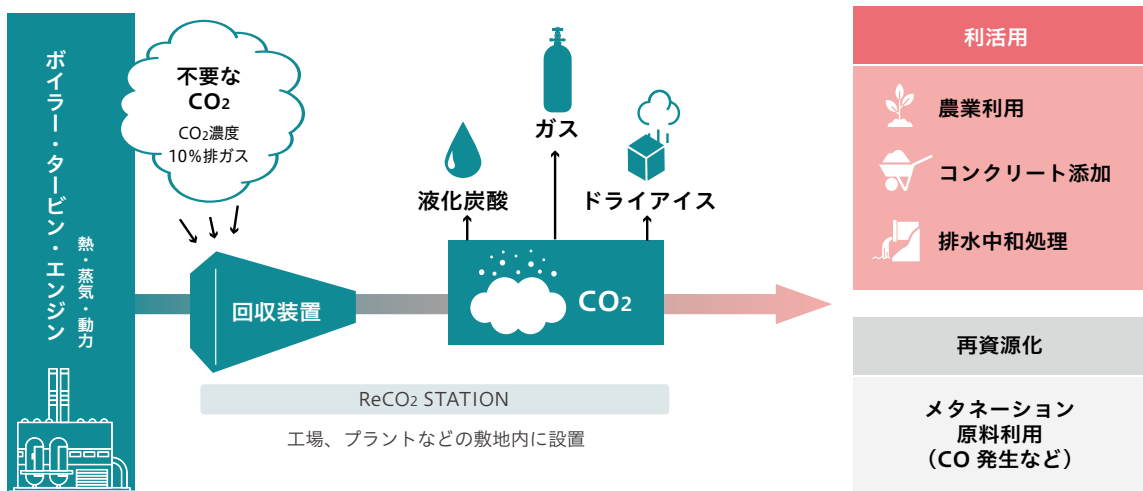 ボイラー・タービン・エンジン
熱・蒸気・動力
不要な
CO2
CO2濃度
10%排ガス
回収装置
液化炭酸
ガス
ドライアイス
CO2
ReCO2 STATION
工場、プラントなどの敷地内に設置
利活用
農業利用
コンクリート添加
排水中和処理
再資源化
メタネーション
原料利用
（CO 発生など）